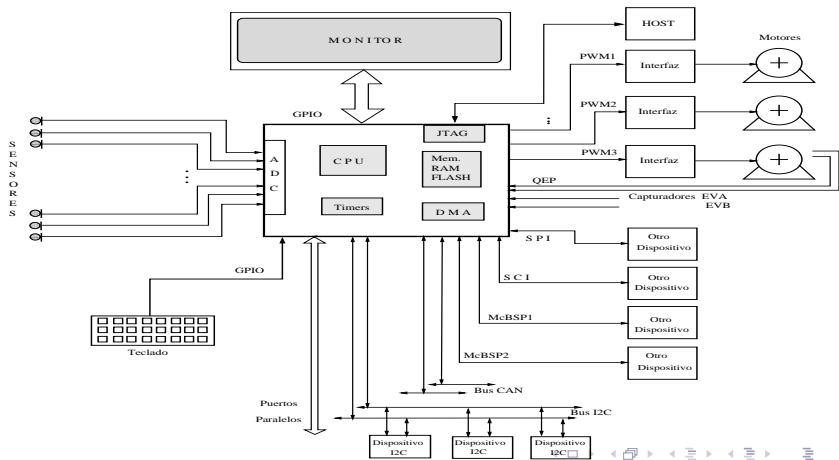 HOST
MONITOR
Motores
PWM1
Interfaz
GPIO
PWM2
Interfaz
JTAG
SENSORES
ADC
CPU
Mem.
RAM
FLASH
PWM3
Interfaz
QEP
Timers
DMA
Capturadores EVA
EVB
SPI
Otro
Dispositivo
GPIO
SCI
Otro
Dispositivo
McBSP1
Otro
Dispositivo
Teclado
McBSP2
Otro
Dispositivo
Bus CAN
Puertos
Paralelos
Bus I2C
Dispositivo
I2C
Dispositivo
I2C
Dispositivo
I2C